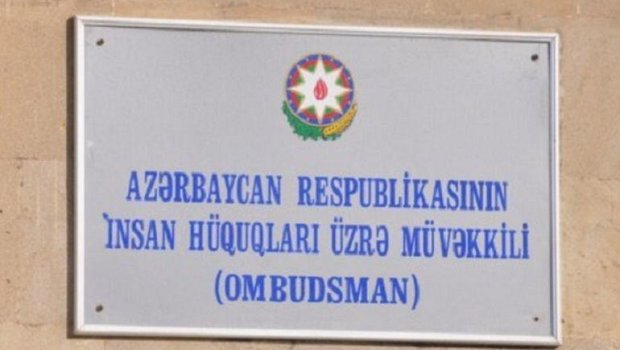 AZƏRBAYCAN RESPUBLİKASININ
İNSAN HÜQUQLARI ÜZRƏ MÜVƏKKİLİ
(OMBUDSMAN)